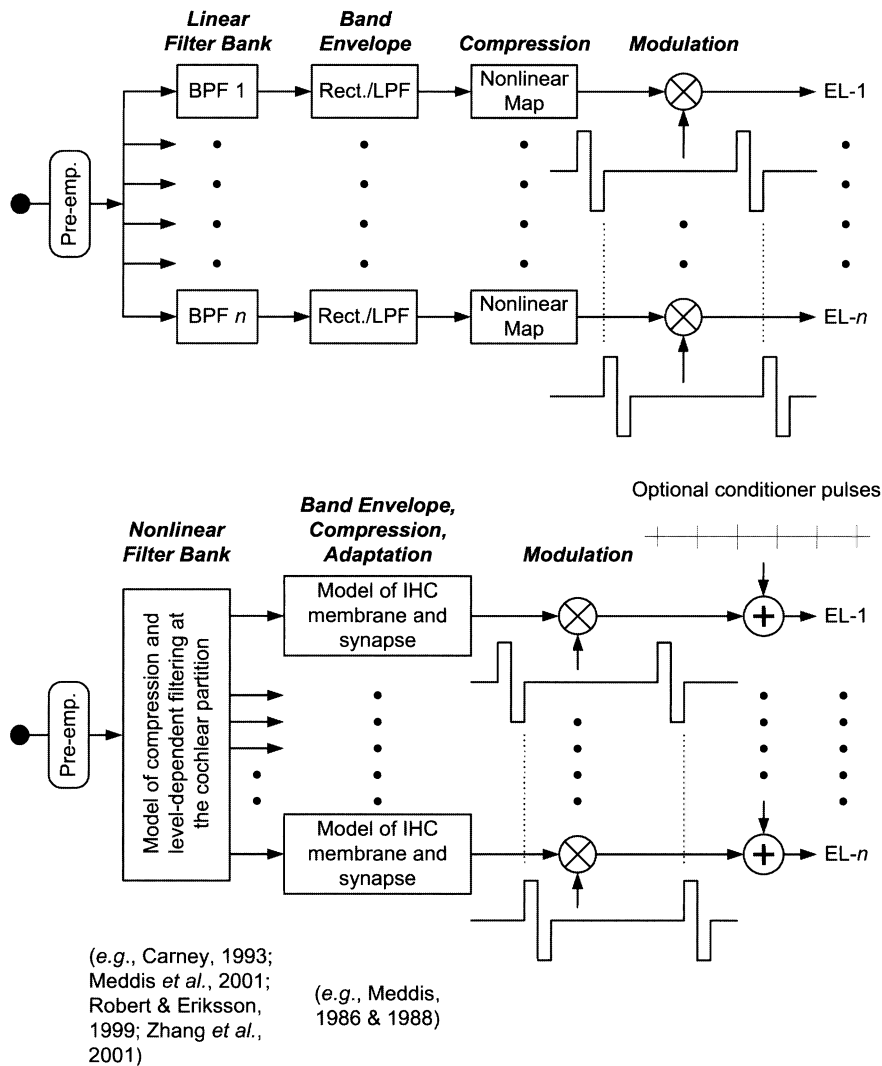 Linear
Filter Bank
Band
Envelope
Compression
Modulation
BPF 1
Rect./LPF
Nonlinear
Map
EL-1
Pre-emp.
BPF n
Rect./LPF
Nonlinear
Map
EL-n
Optional conditioner pulses
Nonlinear
Filter Bank
Band Envelope,
Compression,
Adaptation
Modulation
Model of IHC
membrane and
synapse
EL-1
Pre-emp.
Model of compression and
level-dependent filtering at
the cochlear partition
Model of IHC
membrane and
synapse
EL-n
(e.g., Carney, 1993;
Meddis et al., 2001;
Robert & Eriksson,
1999; Zhang et al.,
2001)
(e.g., Meddis,
1986 & 1988)